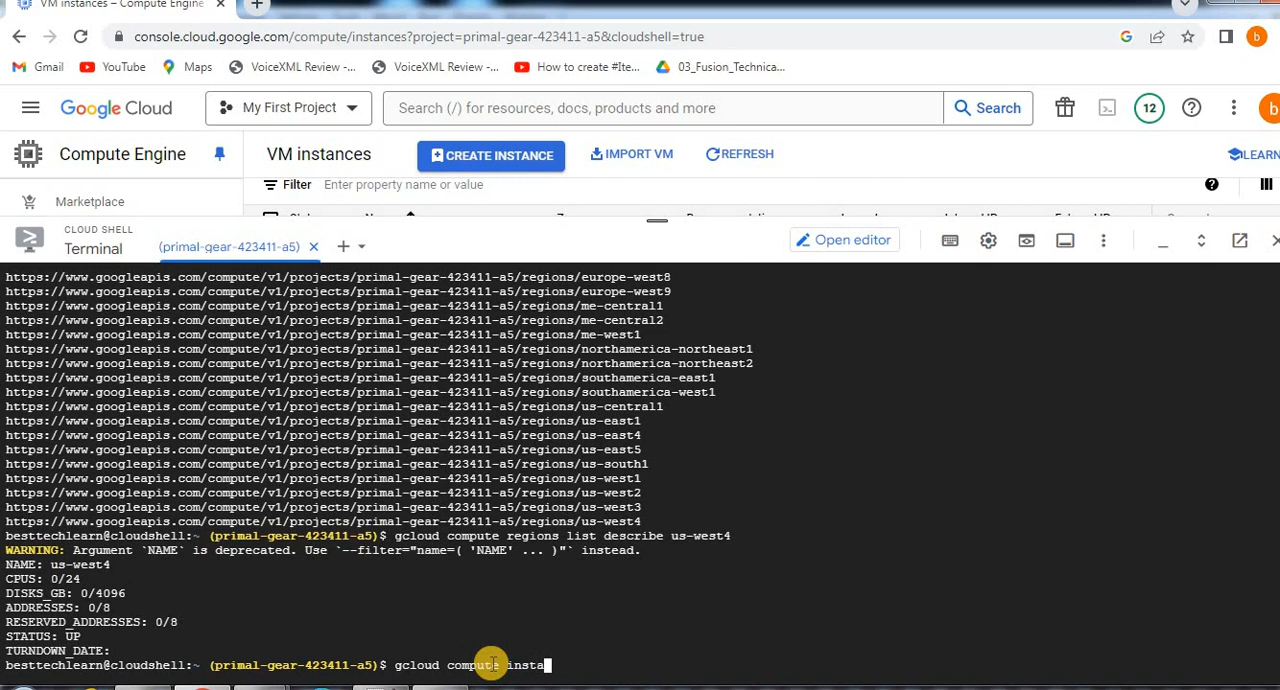 VM instances – Compute Engine
console.cloud.google.com/compute/instances?project=primal-gear-423411-a5&cloudshell=true
Gmail YouTube Maps VoiceXML Review -... VoiceXML Review -... How to create #Ite... 03_Fusion_Technica...
Google Cloud My First Project Search (/) for resources, docs, products and more Search 12 b
Compute Engine VM instances CREATE INSTANCE IMPORT VM REFRESH LEARN
Filter Enter property name or value
Marketplace
CLOUD SHELL
Terminal (primal-gear-423411-a5) Open editor
https://www.googleapis.com/compute/v1/projects/primal-gear-423411-a5/regions/europe-west8
https://www.googleapis.com/compute/v1/projects/primal-gear-423411-a5/regions/europe-west9
https://www.googleapis.com/compute/v1/projects/primal-gear-423411-a5/regions/me-central1
https://www.googleapis.com/compute/v1/projects/primal-gear-423411-a5/regions/me-central2
https://www.googleapis.com/compute/v1/projects/primal-gear-423411-a5/regions/me-west1
https://www.googleapis.com/compute/v1/projects/primal-gear-423411-a5/regions/northamerica-northeast1
https://www.googleapis.com/compute/v1/projects/primal-gear-423411-a5/regions/northamerica-northeast2
https://www.googleapis.com/compute/v1/projects/primal-gear-423411-a5/regions/southamerica-east1
https://www.googleapis.com/compute/v1/projects/primal-gear-423411-a5/regions/southamerica-west1
https://www.googleapis.com/compute/v1/projects/primal-gear-423411-a5/regions/us-central1
https://www.googleapis.com/compute/v1/projects/primal-gear-423411-a5/regions/us-east1
https://www.googleapis.com/compute/v1/projects/primal-gear-423411-a5/regions/us-east4
https://www.googleapis.com/compute/v1/projects/primal-gear-423411-a5/regions/us-east5
https://www.googleapis.com/compute/v1/projects/primal-gear-423411-a5/regions/us-south1
https://www.googleapis.com/compute/v1/projects/primal-gear-423411-a5/regions/us-west1
https://www.googleapis.com/compute/v1/projects/primal-gear-423411-a5/regions/us-west2
https://www.googleapis.com/compute/v1/projects/primal-gear-423411-a5/regions/us-west3
https://www.googleapis.com/compute/v1/projects/primal-gear-423411-a5/regions/us-west4
besttechlearn@cloudshell:~ (primal-gear-423411-a5)$ gcloud compute regions list describe us-west4
WARNING: Argument `NAME` is deprecated. Use `--filter="name=( 'NAME' ... )"` instead.
NAME: us-west4
CPUS: 0/24
DISKS_GB: 0/4096
ADDRESSES: 0/8
RESERVED_ADDRESSES: 0/8
STATUS: UP
TURNDOWN_DATE:
besttechlearn@cloudshell:~ (primal-gear-423411-a5)$ gcloud compute insta